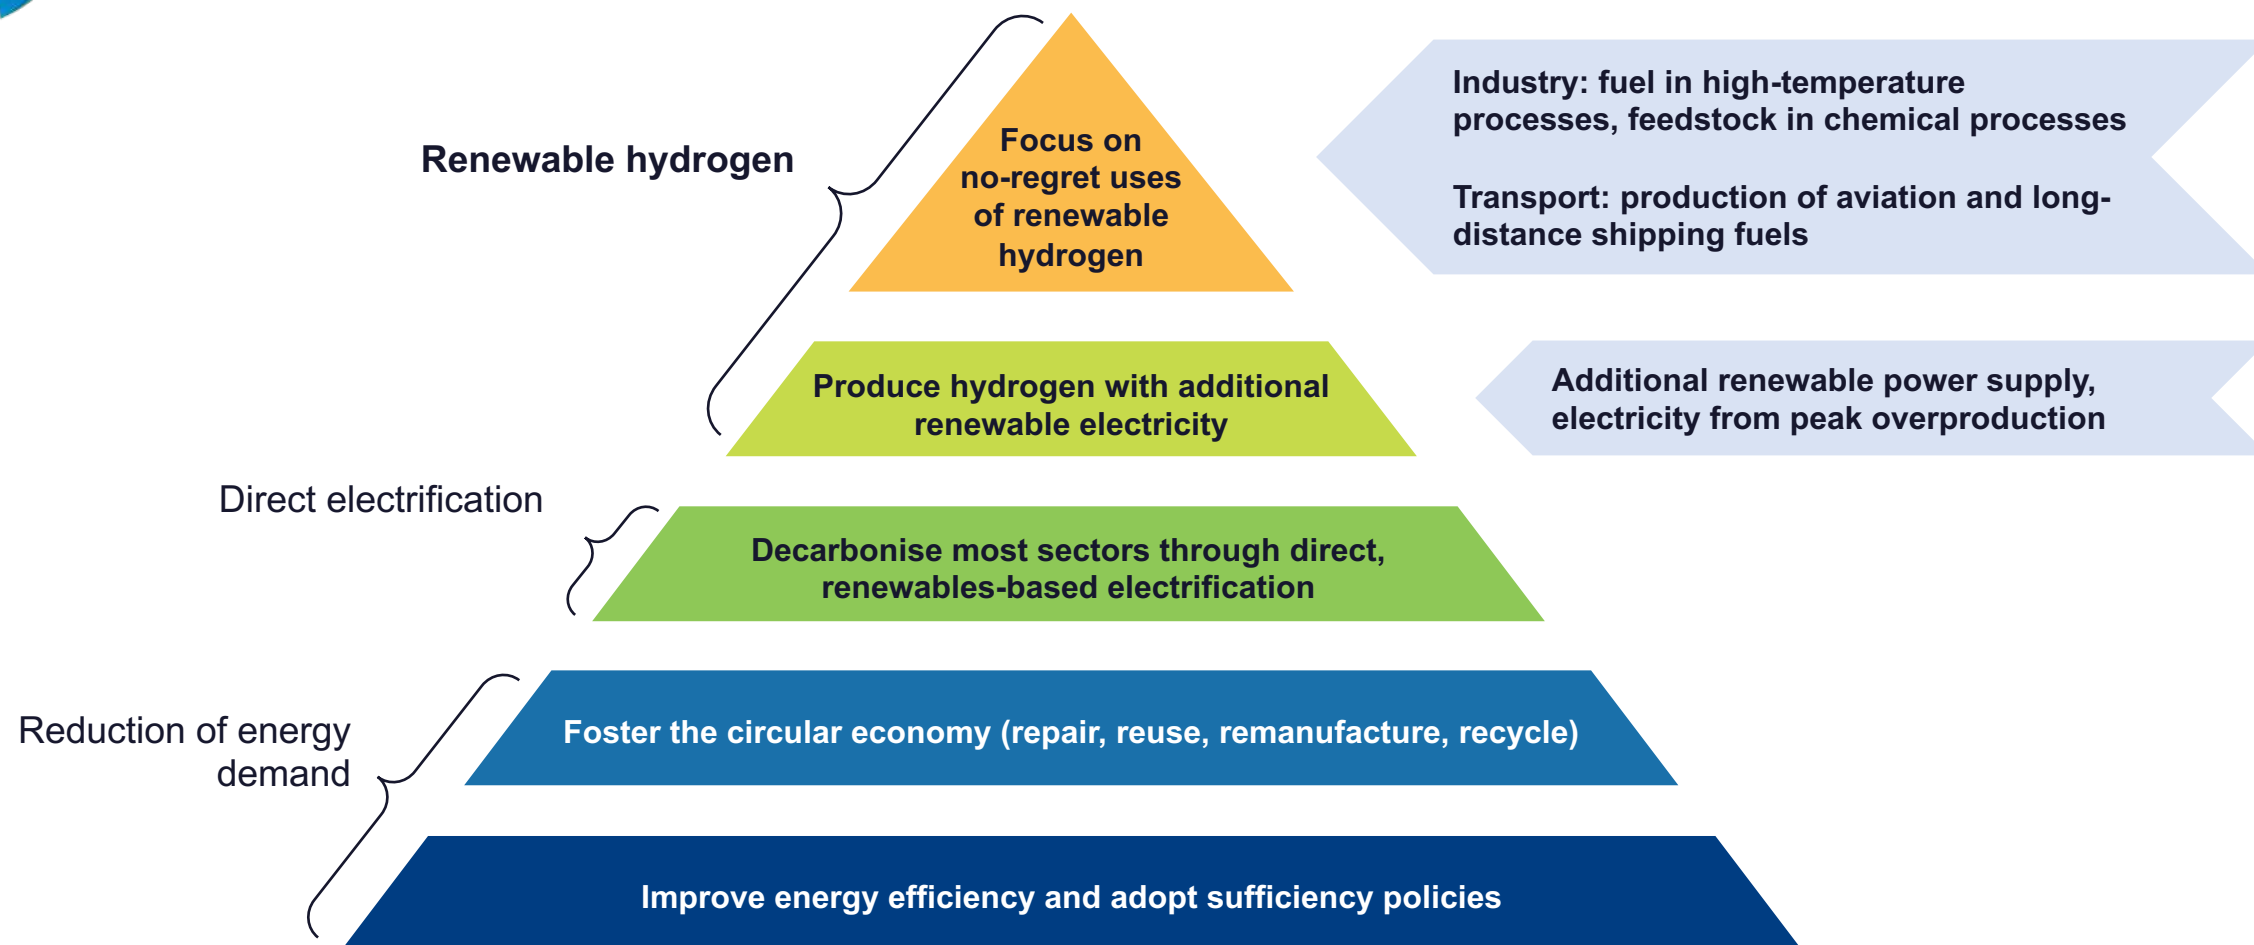 Renewable hydrogen
Focus on
no-regret uses
of renewable
hydrogen
Industry: fuel in high-temperature
processes, feedstock in chemical processes
Transport: production of aviation and long-
distance shipping fuels
Produce hydrogen with additional
renewable electricity
Additional renewable power supply,
electricity from peak overproduction
Direct electrification
Decarbonise most sectors through direct,
renewables-based electrification
Reduction of energy
demand
Foster the circular economy (repair, reuse, remanufacture, recycle)
Improve energy efficiency and adopt sufficiency policies